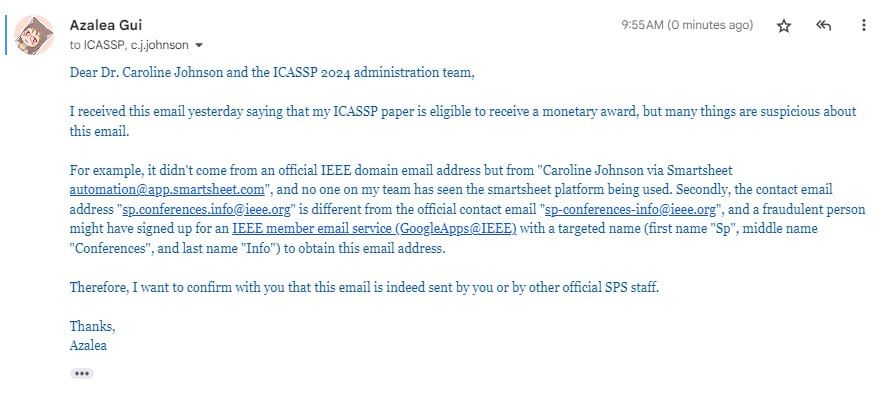 Azalea Gui
9:55 AM (0 minutes ago)
to ICASSP, c.j.johnson
Dear Dr. Caroline Johnson and the ICASSP 2024 administration team,
I received this email yesterday saying that my ICASSP paper is eligible to receive a monetary award, but many things are suspicious about
this email.
For example, it didn't come from an official IEEE domain email address but from "Caroline Johnson via Smartsheet
automation@app.smartsheet.com", and no one on my team has seen the smartsheet platform being used. Secondly, the contact email
address "sp.conferences.info@ieee.org" is different from the official contact email "sp-conferences-info@ieee.org", and a fraudulent person
might have signed up for an IEEE member email service (GoogleApps@IEEE) with a targeted name (first name "Sp", middle name
"Conferences", and last name "Info") to obtain this email address.
Therefore, I want to confirm with you that this email is indeed sent by you or by other official SPS staff.
Thanks,
Azalea